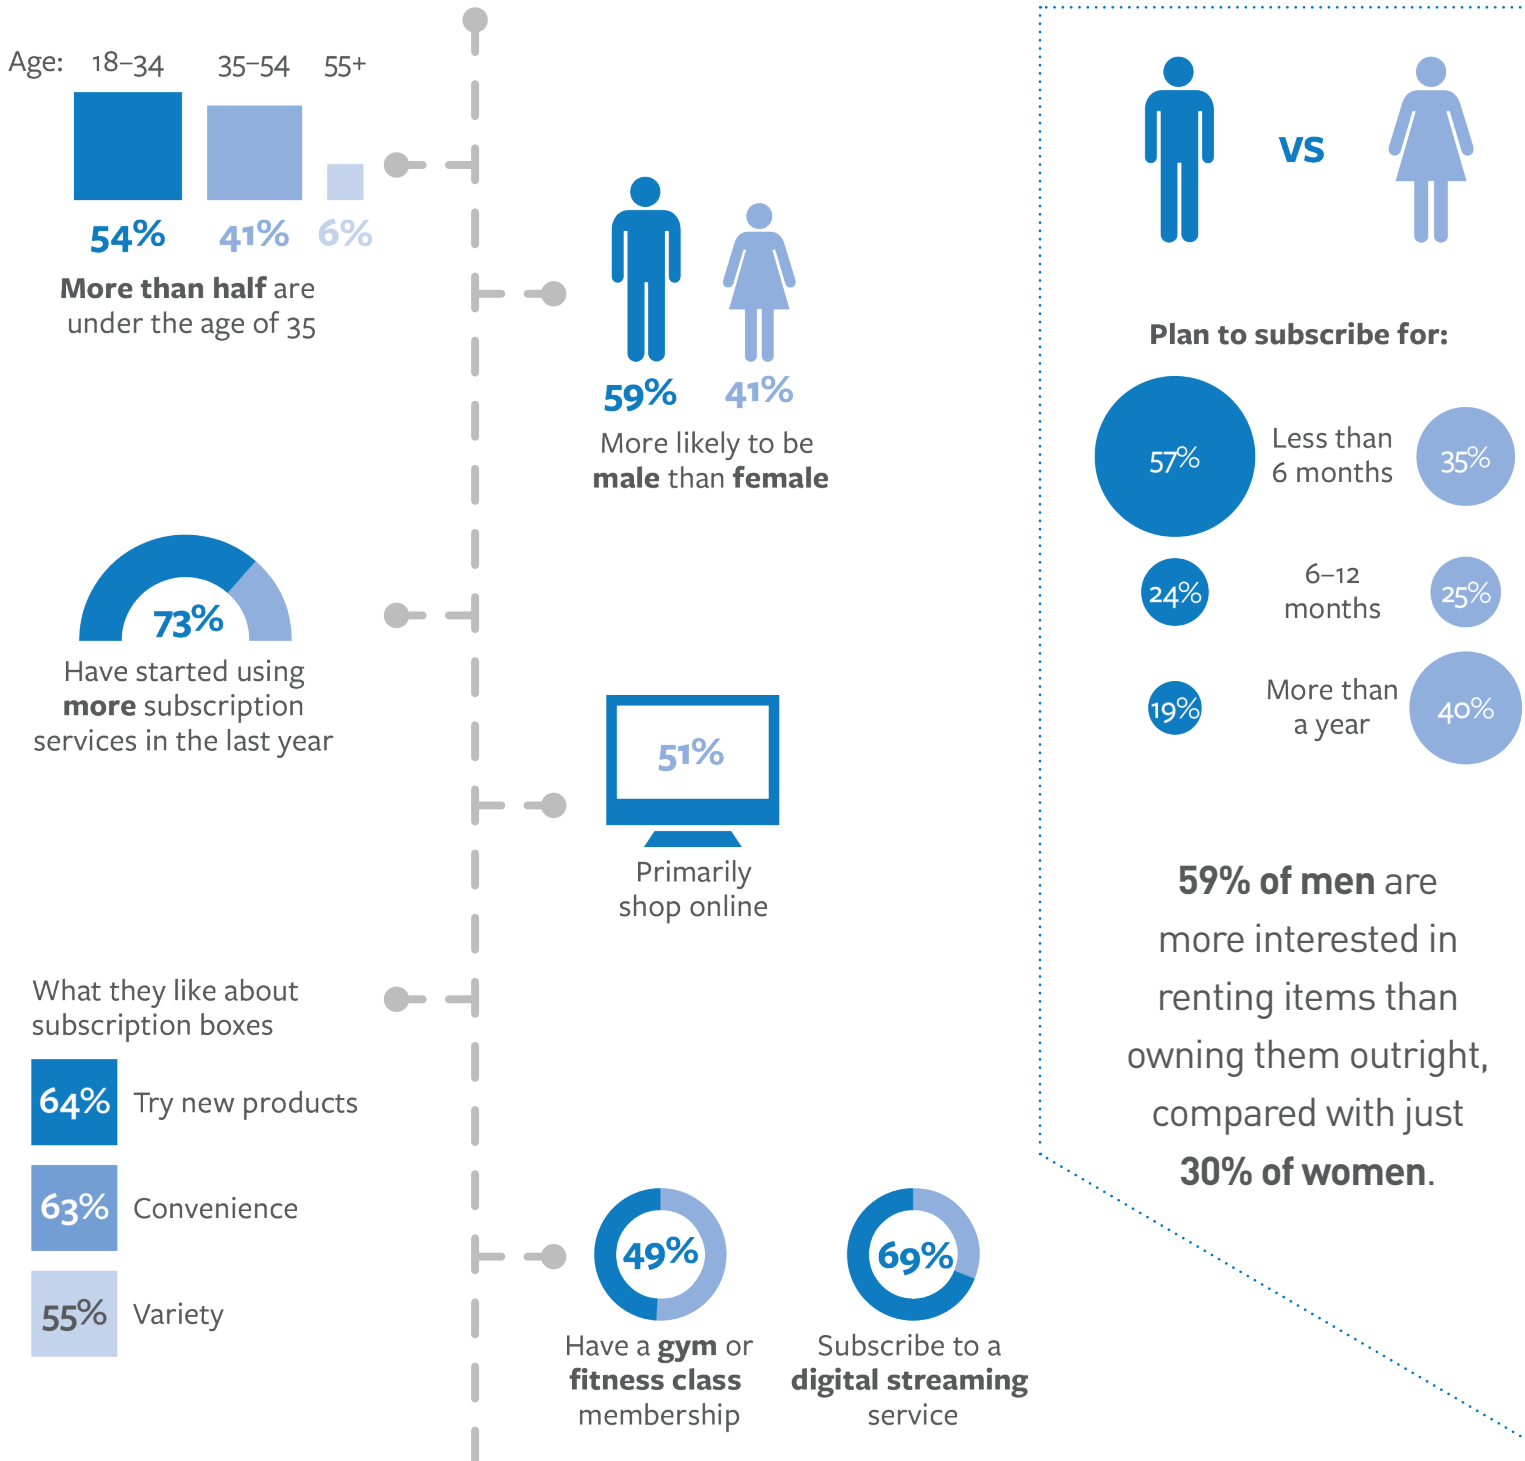 Age: 18–34 35–54 55+
54% 41% 6%
More than half are
under the age of 35
59% 41%
More likely to be
male than female
73%
Have started using
more subscription
services in the last year
51%
Primarily
shop online
What they like about
subscription boxes
64% Try new products
63% Convenience
55% Variety
49%
Have a gym or
fitness class
membership
69%
Subscribe to a
digital streaming
service
VS
Plan to subscribe for:
57% Less than 35%
6 months
24% 6–12 25%
months
19% More than 40%
a year
59% of men are
more interested in
renting items than
owning them outright,
compared with just
30% of women.